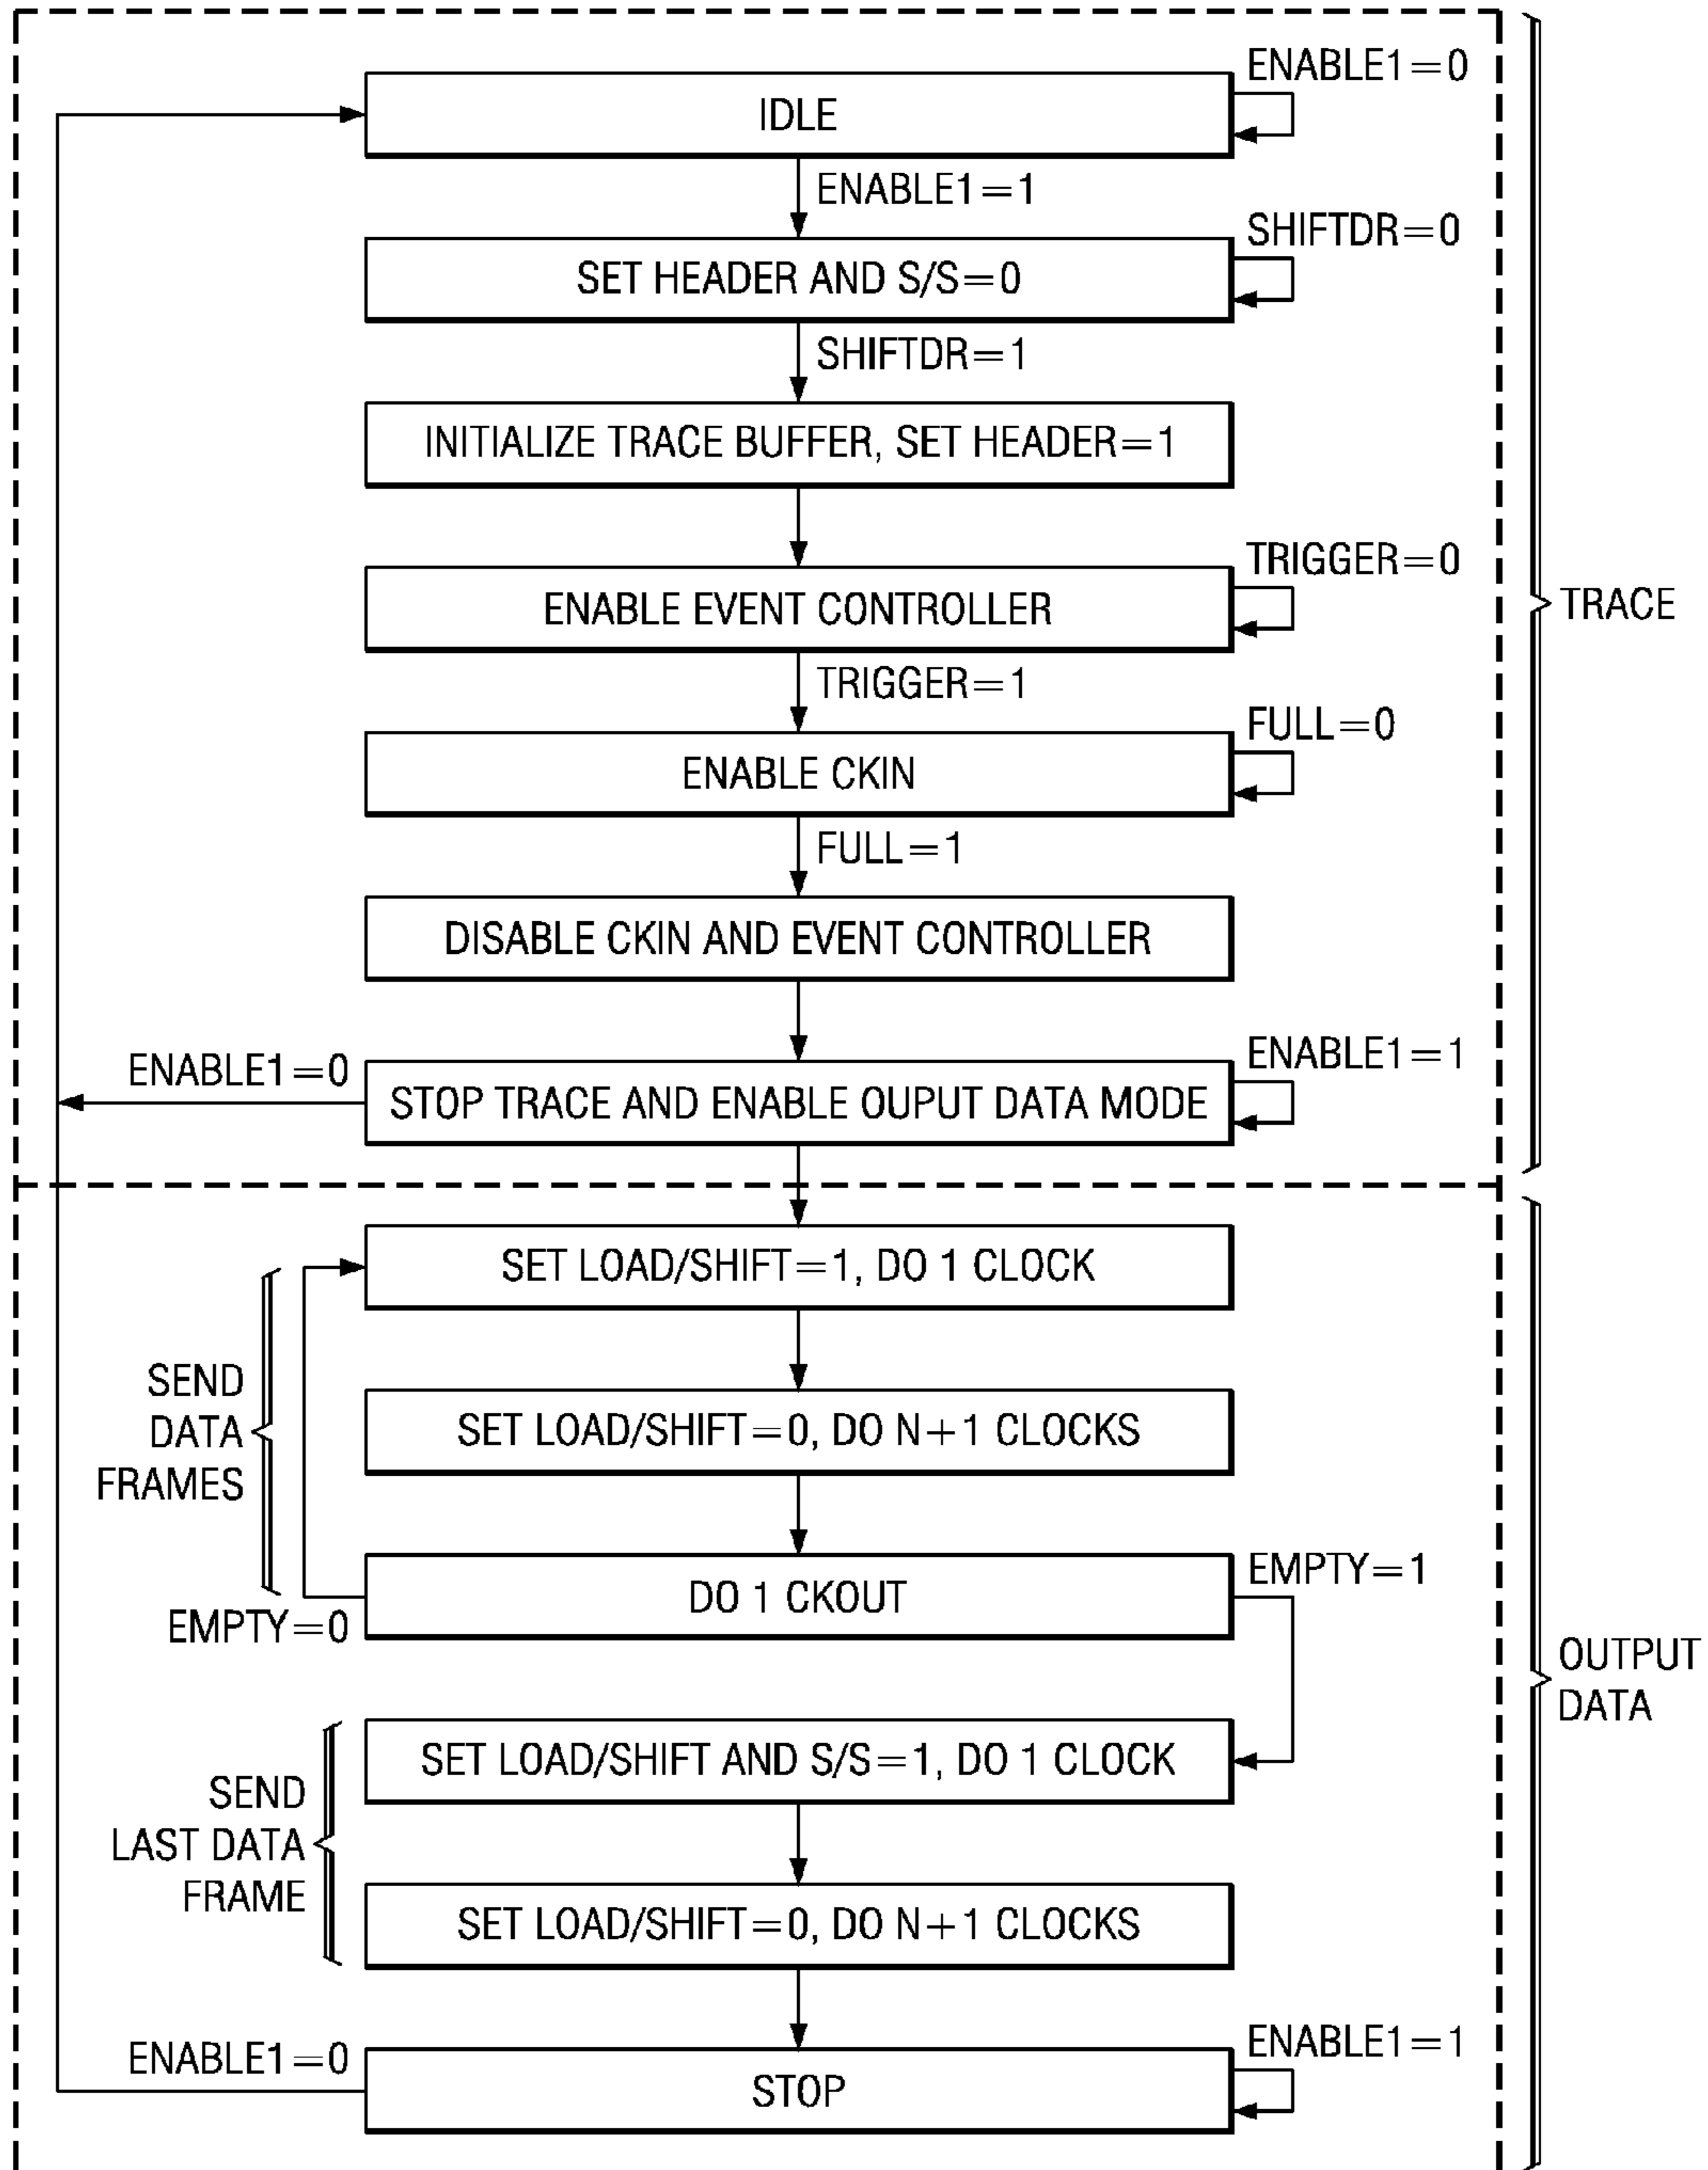 ENABLE1=0
IDLE
ENABLE1=1
SHIFTDR=0
SET HEADER AND S/S=0
SHIFTDR=1
INITIALIZE TRACE BUFFER, SET HEADER=1
TRIGGER=0
ENABLE EVENT CONTROLLER
TRACE
TRIGGER=1
FULL=0
ENABLE CKIN
FULL=1
DISABLE CKIN AND EVENT CONTROLLER
ENABLE1=1
ENABLE1=0
STOP TRACE AND ENABLE OUPUT DATA MODE
SET LOAD/SHIFT=1, DO 1 CLOCK
SEND
DATA
FRAMES
SET LOAD/SHIFT=0, DO N+1 CLOCKS
EMPTY=1
DO 1 CKOUT
EMPTY=0
OUTPUT
DATA
SET LOAD/SHIFT AND S/S=1, DO 1 CLOCK
SEND
LAST DATA
FRAME
SET LOAD/SHIFT=0, DO N+1 CLOCKS
ENABLE1=1
ENABLE1=0
STOP